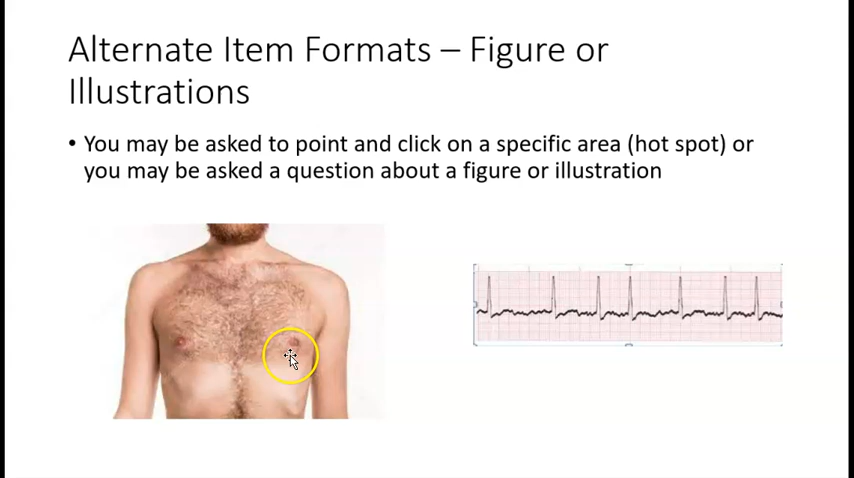 Alternate Item Formats – Figure or
Illustrations
• You may be asked to point and click on a specific area (hot spot) or
you may be asked a question about a figure or illustration